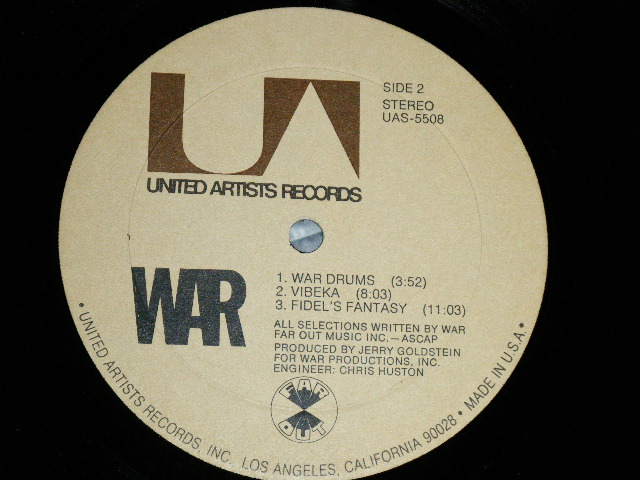 UA
UNITED ARTISTS RECORDS
SIDE 2
STEREO
UAS-5508
WAR
1. WAR DRUMS (3:52)
2. VIBEKA (8:03)
3. FIDEL'S FANTASY (11:03)
ALL SELECTIONS WRITTEN BY WAR
FAR OUT MUSIC INC.—ASCAP
PRODUCED BY JERRY GOLDSTEIN
FOR WAR PRODUCTIONS, INC.
ENGINEER: CHRIS HUSTON
FAR
OUT
• UNITED ARTISTS RECORDS, INC. LOS ANGELES, CALIFORNIA 90028 • MADE IN U.S.A •